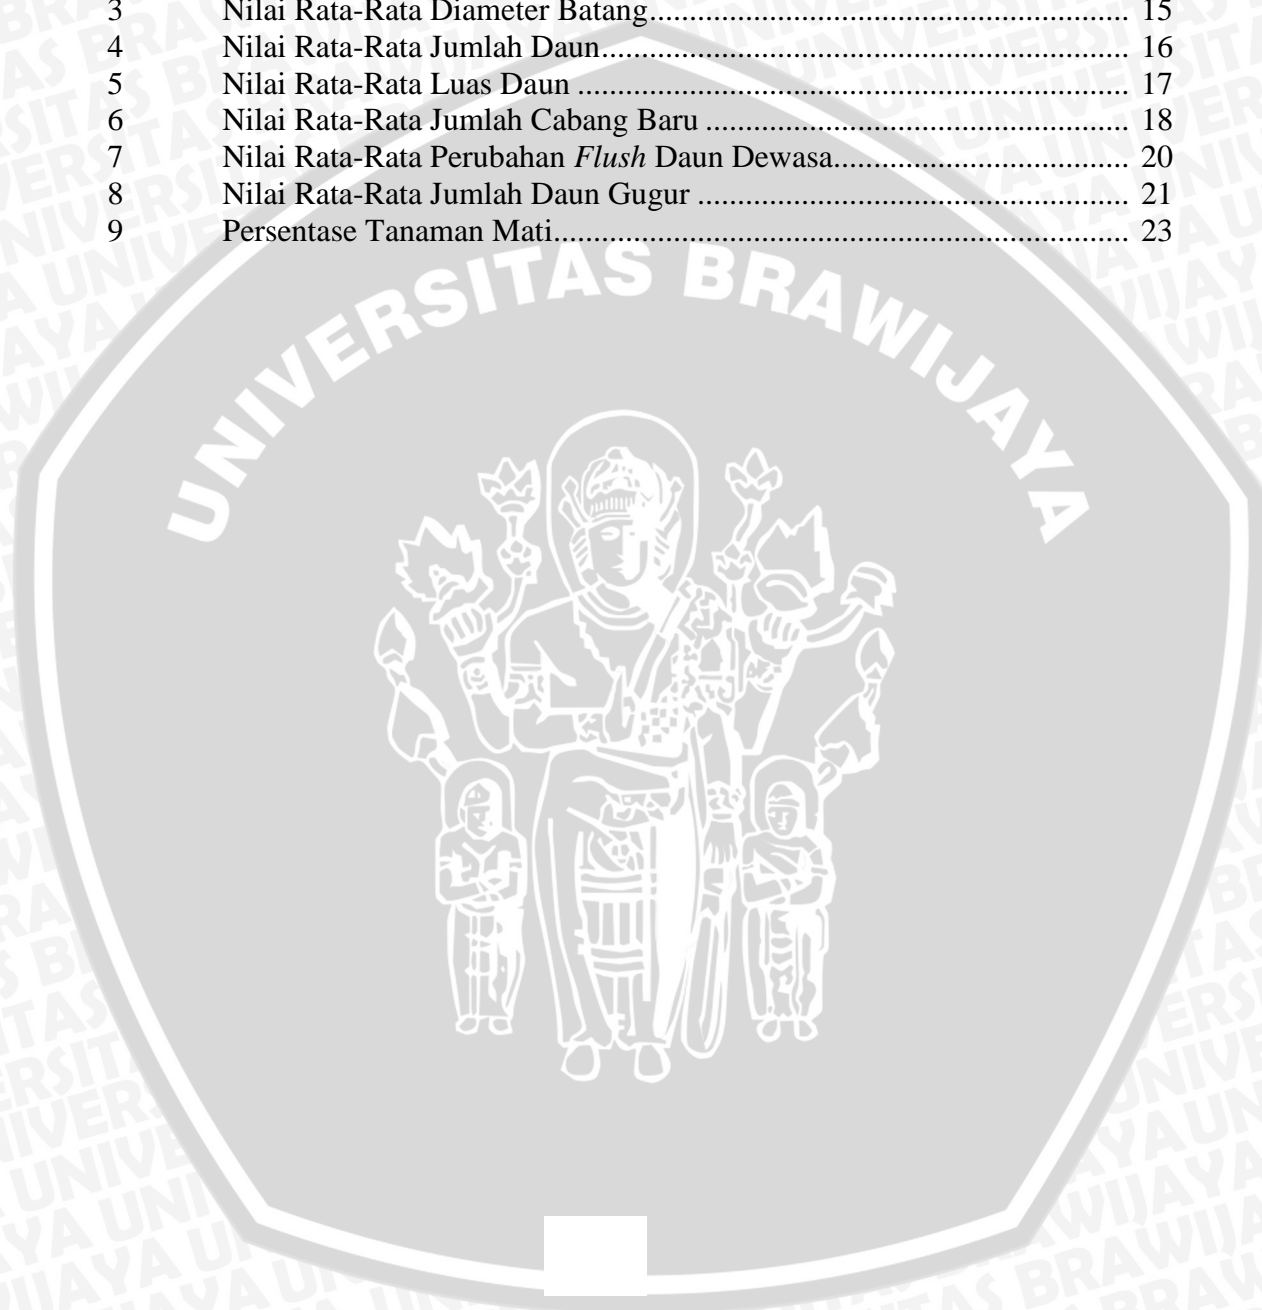 3 Nilai Rata-Rata Diameter Batang............................................................ 15
4 Nilai Rata-Rata Jumlah Daun.................................................................. 16
5 Nilai Rata-Rata Luas Daun ..................................................................... 17
6 Nilai Rata-Rata Jumlah Cabang Baru ..................................................... 18
7 Nilai Rata-Rata Perubahan Flush Daun Dewasa..................................... 20
8 Nilai Rata-Rata Jumlah Daun Gugur ...................................................... 21
9 Persentase Tanaman Mati........................................................................ 23
UNIVERSITAS BRAWIJAYA